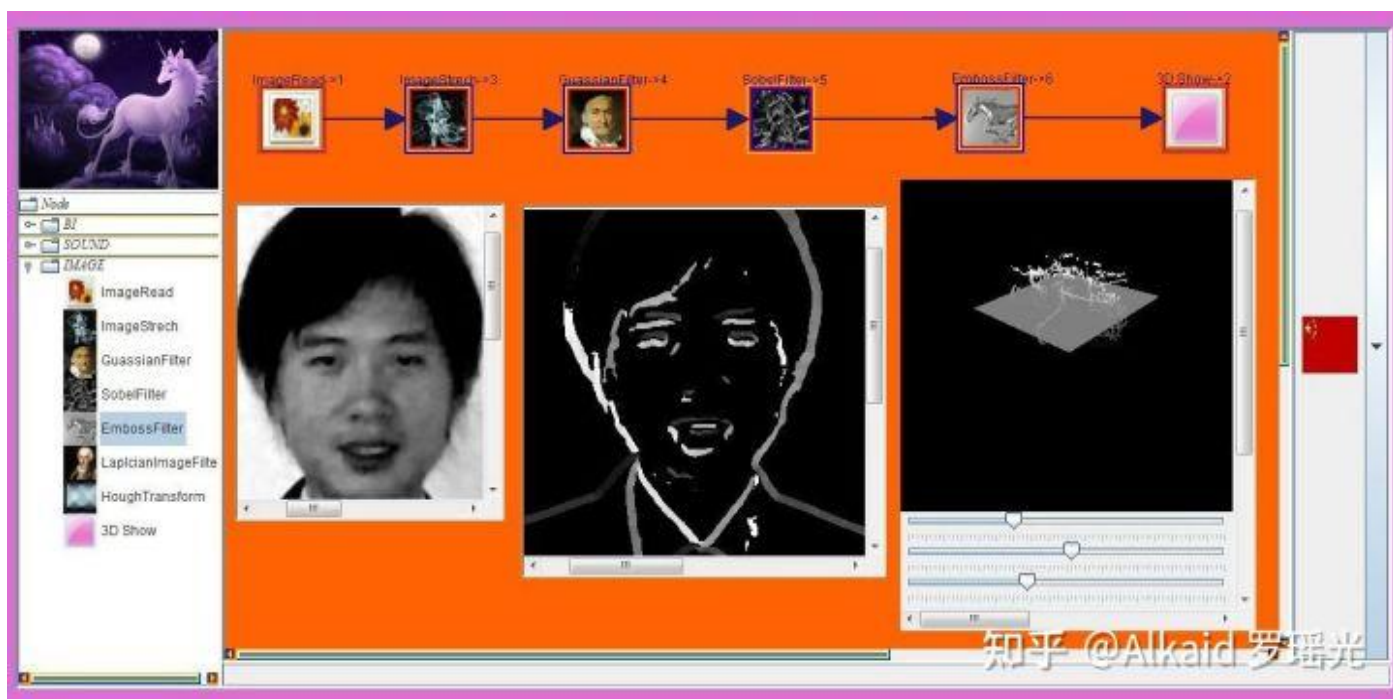 ImageRead->1
ImageStrech->3
GuassianFilter->4
SobelFilter->5
EmbossFilter->6
3D Show->2
Node
BI
SOUND
IMAGE
ImageRead
ImageStrech
GuassianFilter
SobelFilter
EmbossFilter
LaplcianImageFilte
HoughTransform
3D Show
知乎 @Alkaid 罗瑶光